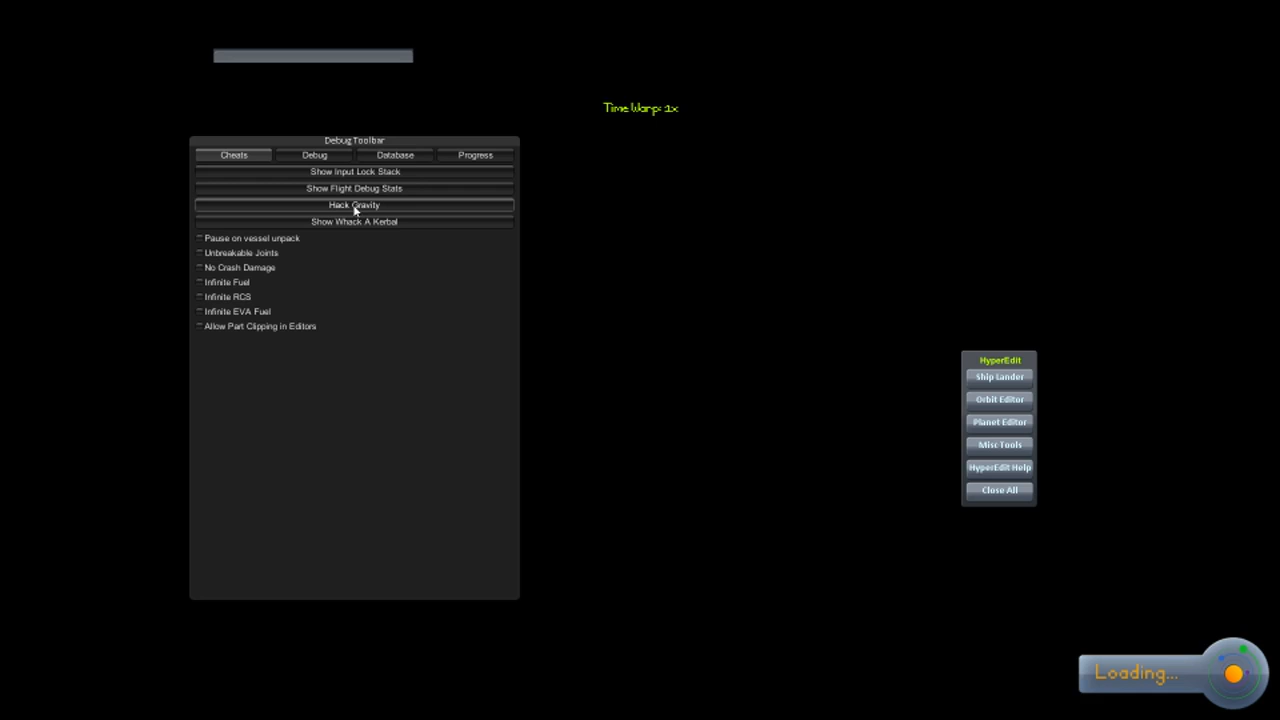 Time Warp: 1x
Debug Toolbar
Cheats Debug Database Progress
Show Input Lock Stack
Show Flight Debug Stats
Hack Gravity
Show Whack A Kerbal
Pause on vessel unpack
Unbreakable Joints
No Crash Damage
Infinite Fuel
Infinite RCS
Infinite EVA Fuel
Allow Part Clipping in Editors
HyperEdit
Ship Lander
Orbit Editor
Planet Editor
Misc Tools
HyperEdit Help
Close All
Loading...